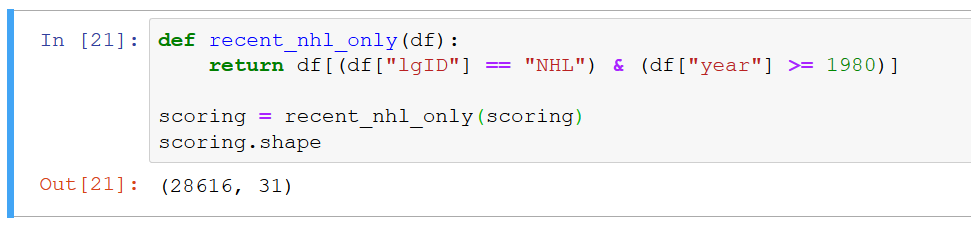 In [21]: def recent_nhl_only(df):
    return df[(df["lgID"] == "NHL") & (df["year"] >= 1980)]
scoring = recent_nhl_only(scoring)
scoring.shape
Out[21]: (28616, 31)